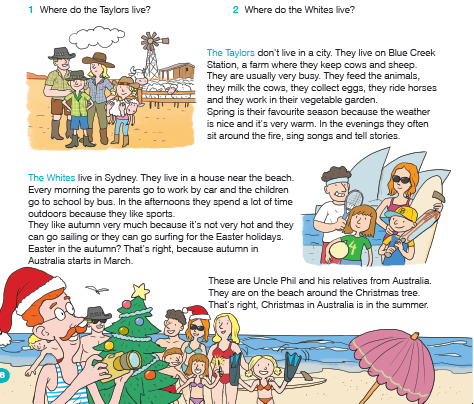 1 Where do the Taylors live?
2 Where do the Whites live?
The Taylors don't live in a city. They live on Blue Creek
Station, a farm where they keep cows and sheep.
They are usually very busy. They feed the animals,
they milk the cows, they collect eggs, they ride horses
and they work in their vegetable garden.
Spring is their favourite season because the weather
is nice and it's very warm. In the evenings they often
sit around the fire, sing songs and tell stories.
The Whites live in Sydney. They live in a house near the beach.
Every morning the parents go to work by car and the children
go to school by bus. In the afternoons they spend a lot of time
outdoors because they like sports.
They like autumn very much because it's not very hot and they
can go sailing or they can go surfing for the Easter holidays.
Easter in the autumn? That's right, because autumn in
Australia starts in March.
4
These are Uncle Phil and his relatives from Australia.
They are on the beach around the Christmas tree.
That's right, Christmas in Australia is in the summer.